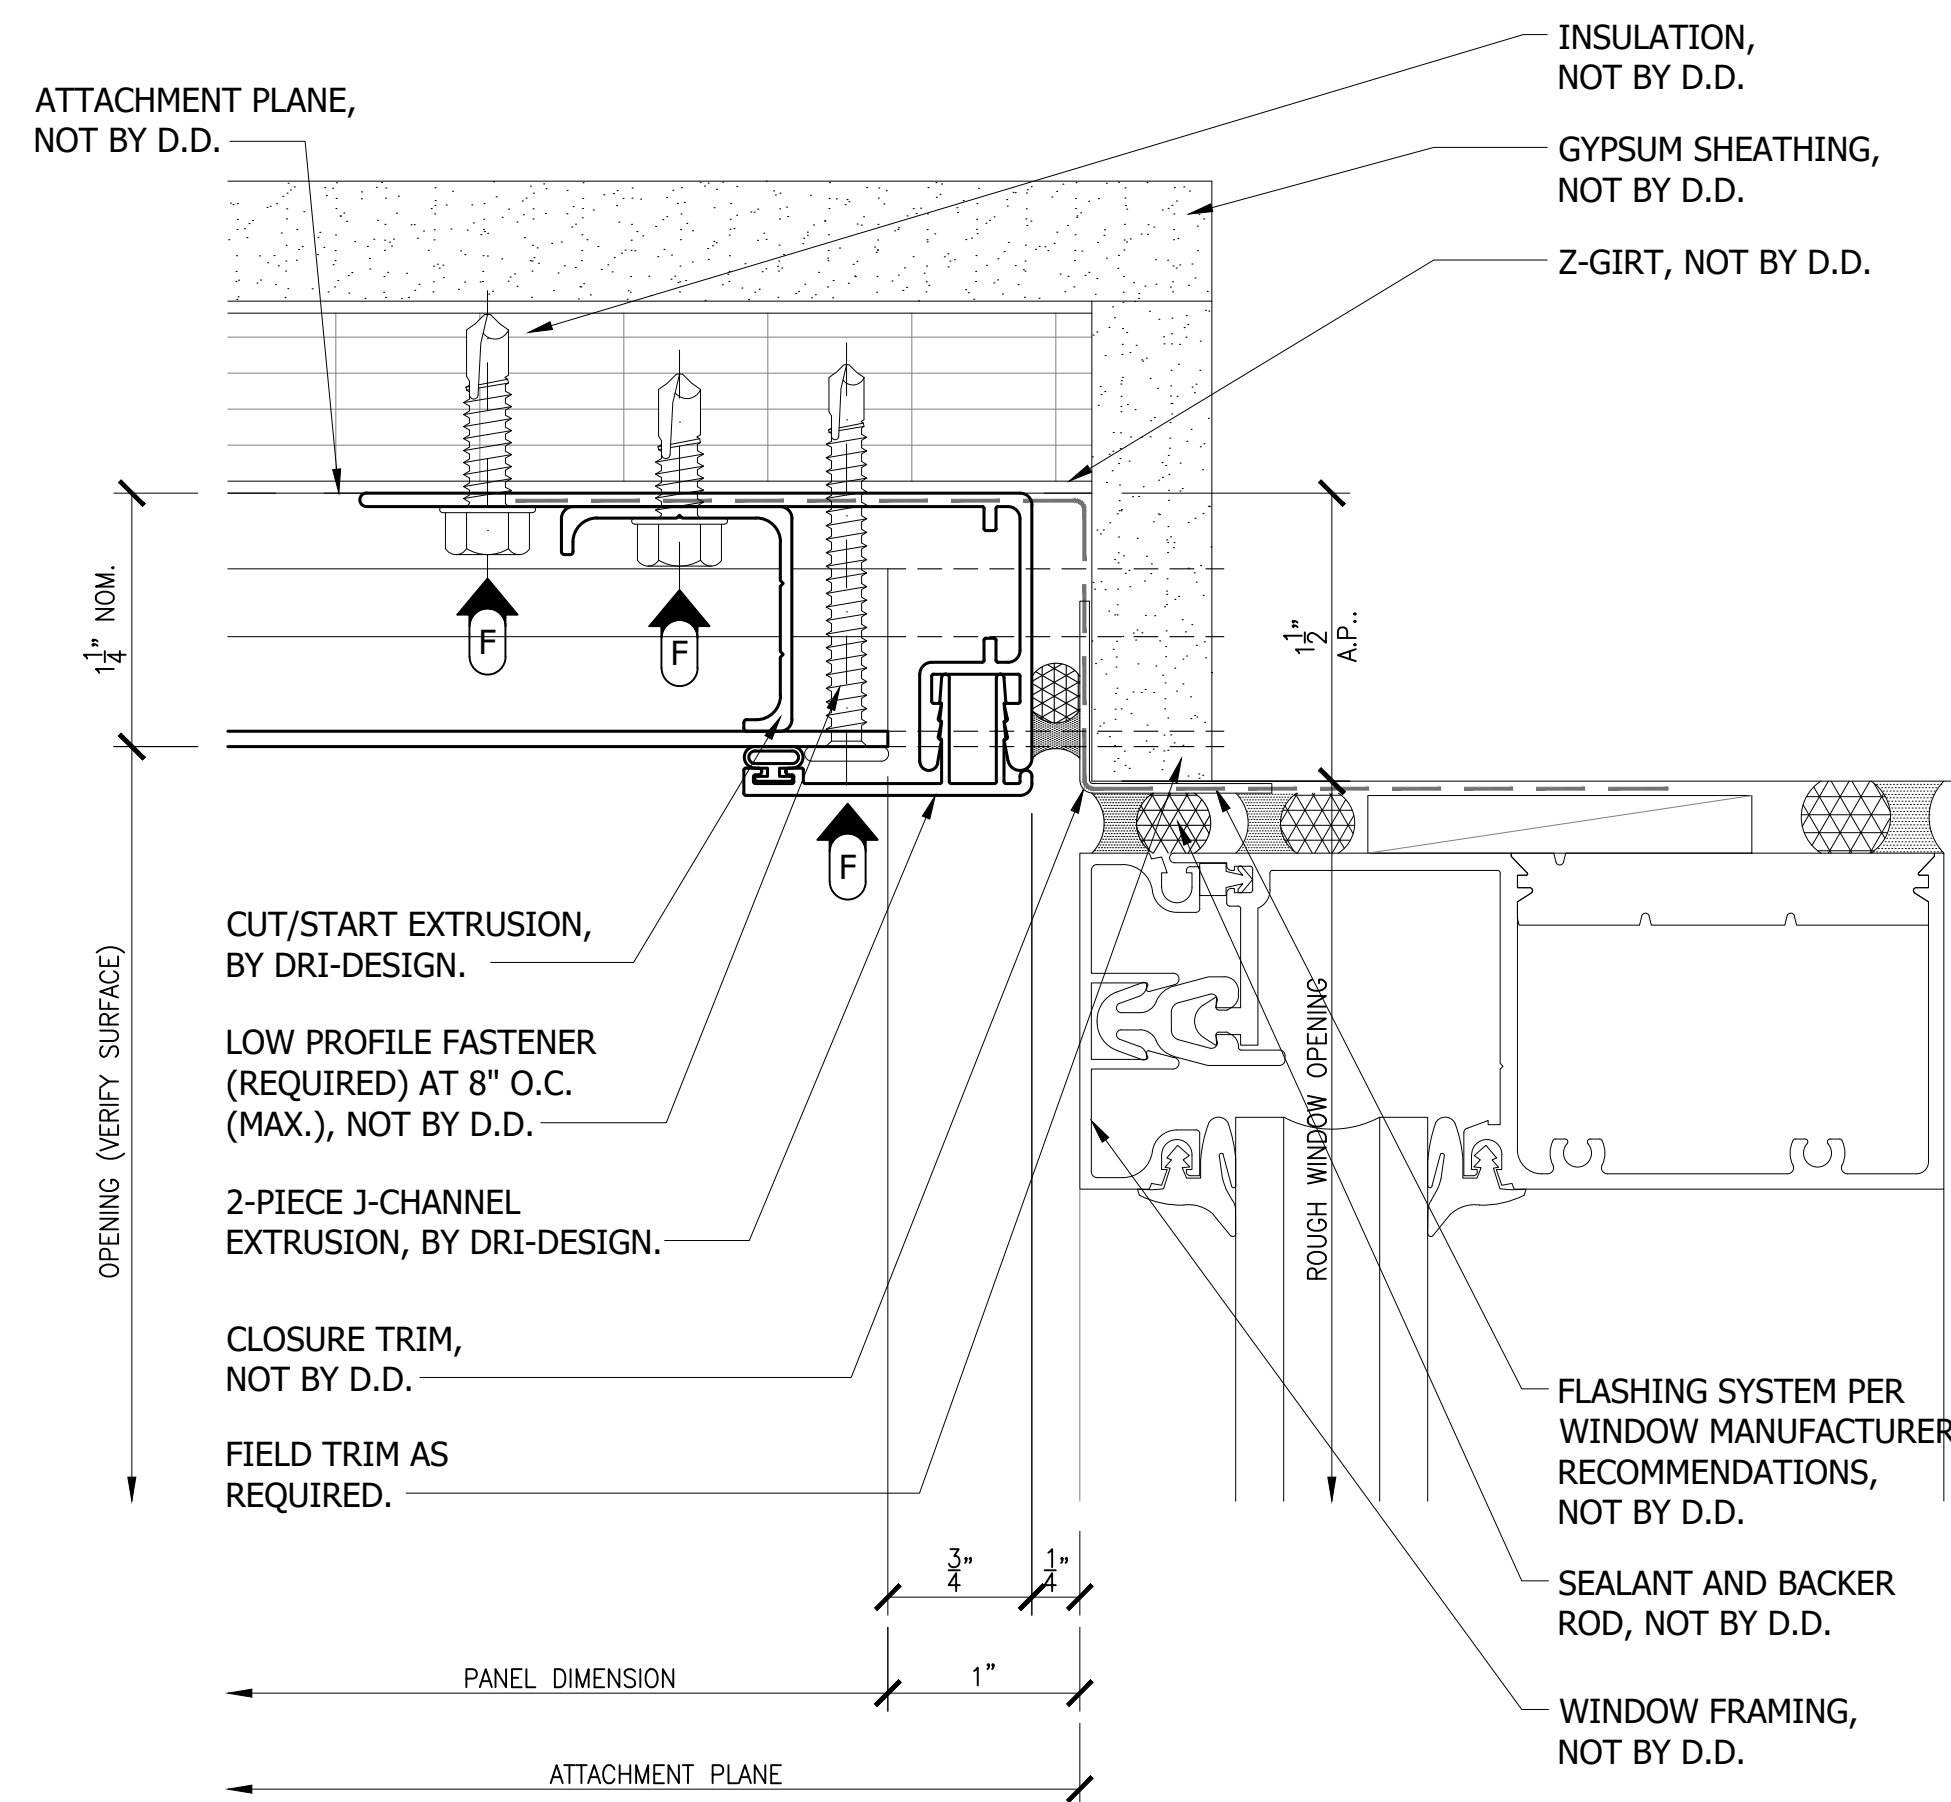 INSULATION,
NOT BY D.D.
ATTACHMENT PLANE,
NOT BY D.D.
GYPSUM SHEATHING,
NOT BY D.D.
Z-GIRT, NOT BY D.D.
1 1/4" NOM.
F
F
F
1 1/2"
A.P..
CUT/START EXTRUSION,
BY DRI-DESIGN.
LOW PROFILE FASTENER
(REQUIRED) AT 8" O.C.
(MAX.), NOT BY D.D.
2-PIECE J-CHANNEL
EXTRUSION, BY DRI-DESIGN.
CLOSURE TRIM,
NOT BY D.D.
FIELD TRIM AS
REQUIRED.
OPENING (VERIFY SURFACE)
ROUGH WINDOW OPENING
FLASHING SYSTEM PER
WINDOW MANUFACTURER
RECOMMENDATIONS,
NOT BY D.D.
SEALANT AND BACKER
ROD, NOT BY D.D.
WINDOW FRAMING,
NOT BY D.D.
3/4"
1/4"
PANEL DIMENSION
1"
ATTACHMENT PLANE